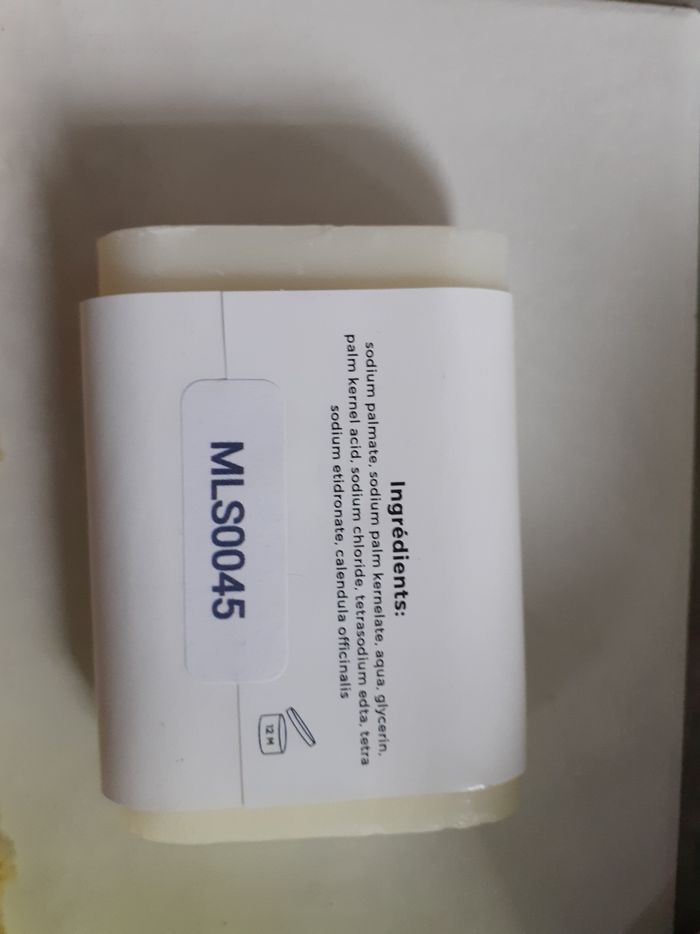 Ingrédients:
sodium palmate, sodium palm kernelate, aqua, glycerin,
palm kernel acid, sodium chloride, tetrasodium edta, tetra
sodium etidronate, calendula officinalis
MLS0045
12 M